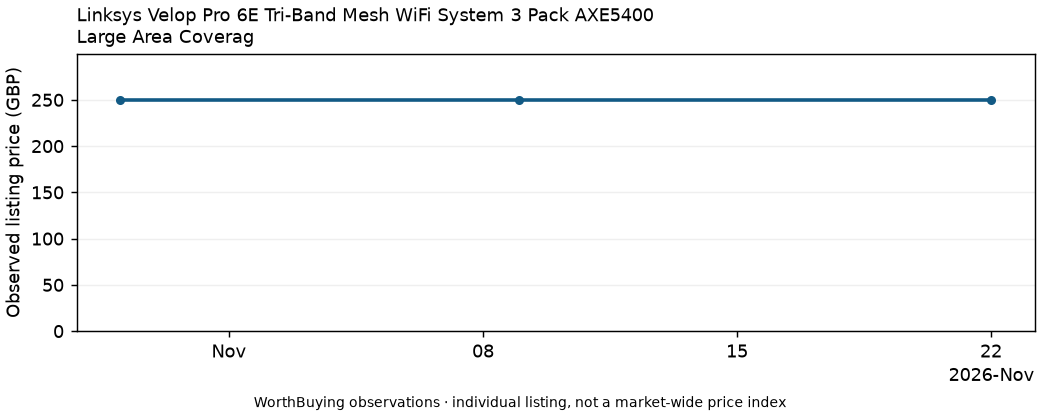 Linksys Velop Pro 6E Tri-Band Mesh WiFi System 3 Pack AXE5400
Large Area Coverag
Observed listing price (GBP)
250
200
150
100
50
0
Nov
08
15
22
2026-Nov
WorthBuying observations · individual listing, not a market-wide price index